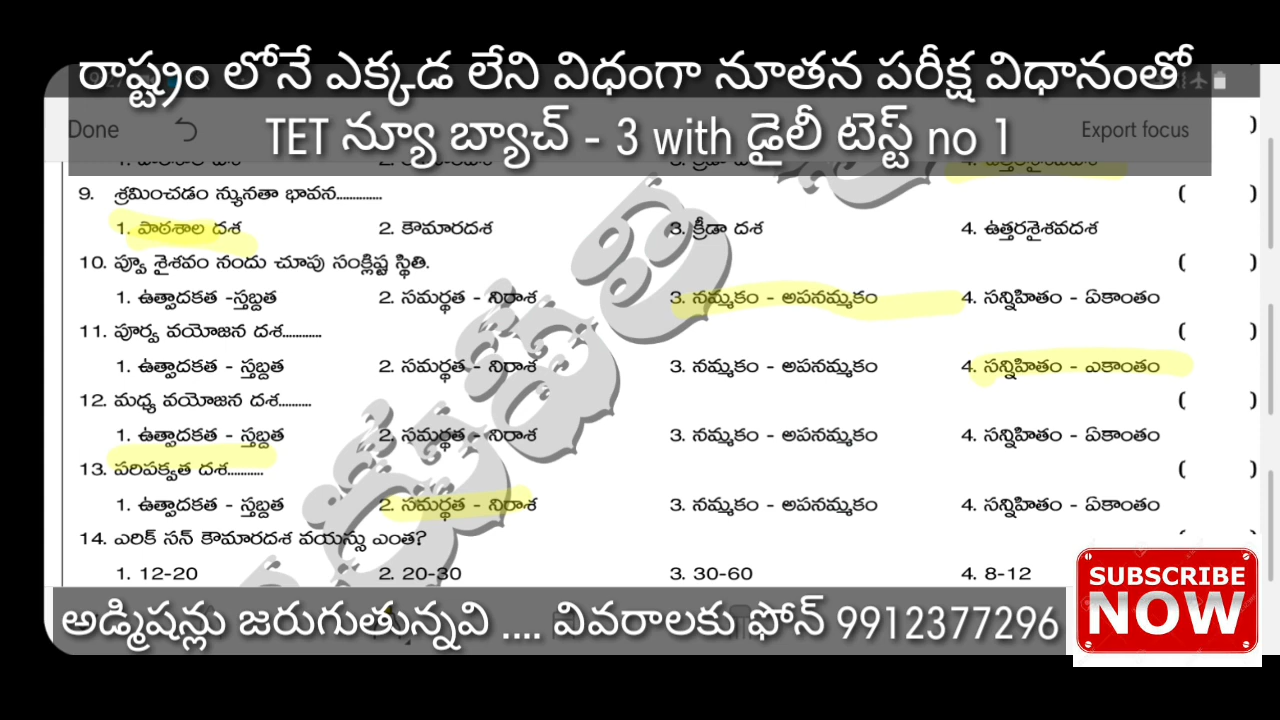 రాష్ట్రం లోనే ఎక్కడ లేని విధంగా నూతన పరీక్ష విధానంతో
TET న్యూ బ్యాచ్ - 3 with డైలీ టెస్ట్ no 1
Done Export focus
9. శ్రమించడం న్యునతా భావన.............. ( )
1. పాఠశాల దశ 2. కౌమారదశ 3. క్రీడా దశ 4. ఉత్తరశైశవదశ
10. ప్వూ శైశవం నందు చూపు సంక్లిష్ట స్థితి. ( )
1. ఉత్పాదకత -స్తబ్దత 2. సమర్థత - నిరాశ 3. నమ్మకం - అపనమ్మకం 4. సన్నిహితం - ఏకాంతం
11. పూర్వ వయోజన దశ............ ( )
1. ఉత్పాదకత - స్తబ్దత 2. సమర్థత - నిరాశ 3. నమ్మకం - అపనమ్మకం 4. సన్నిహితం - ఎకాంతం
12. మధ్య వయోజన దశ.......... ( )
1. ఉత్పాదకత - స్తబ్దత 2. సమర్థత - నిరాశ 3. నమ్మకం - అపనమ్మకం 4. సన్నిహితం - ఏకాంతం
13. పరిపక్వత దశ........... ( )
1. ఉత్పాదకత - స్తబ్దత 2. సమర్థత - నిరాశ 3. నమ్మకం - అపనమ్మకం 4. సన్నిహితం - ఏకాంతం
14. ఎరిక్ సన్ కౌమారదశ వయస్సు ఎంత?
1. 12-20 2. 20-30 3. 30-60 4. 8-12
SUBSCRIBE
NOW
అడ్మిషన్లు జరుగుతున్నవి .... వివరాలకు ఫోన్ 9912377296